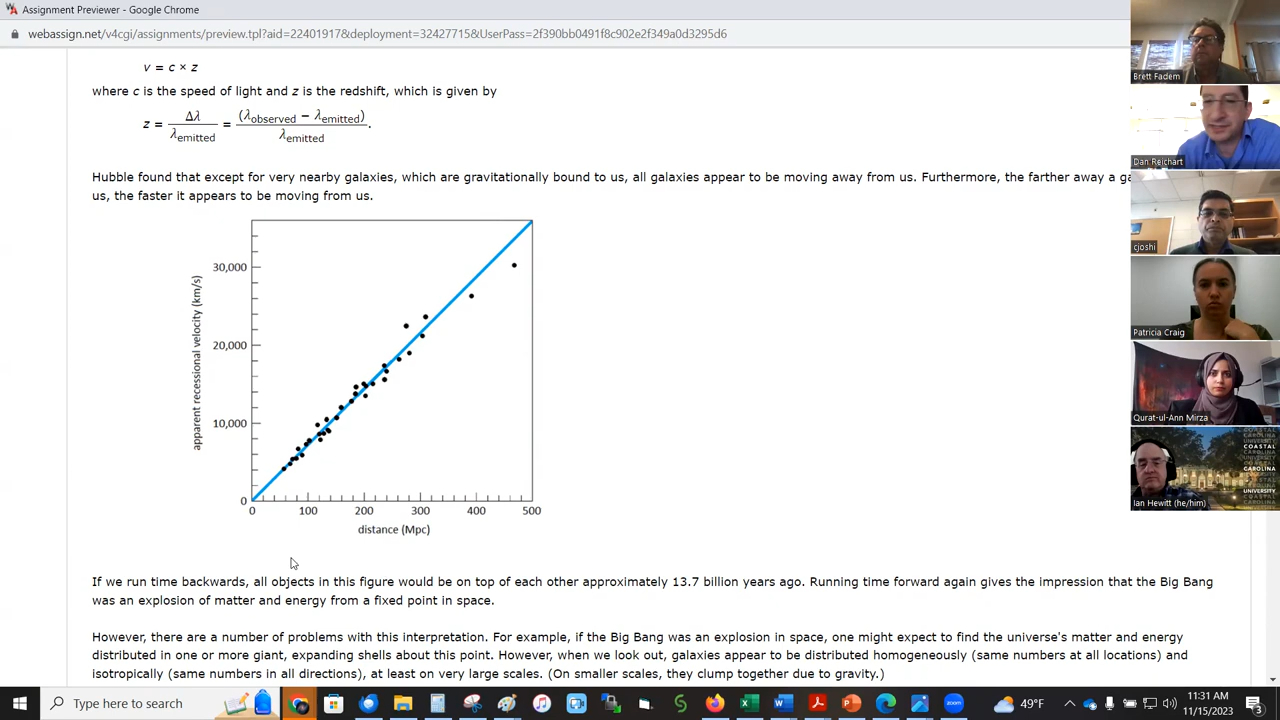 Assignment Previewer - Google Chrome
webassign.net/v4cgi/assignments/preview.tpl?aid=22401917&deployment=32427715&UserPass=2f390bb0491f8c902e2f349a0d3295d6
v = c × z
where c is the speed of light and z is the redshift, which is given by
z = Δλ / λemitted = (λobserved − λemitted) / λemitted.
Hubble found that except for very nearby galaxies, which are gravitationally bound to us, all galaxies appear to be moving away from us. Furthermore, the farther away a ga
us, the faster it appears to be moving from us.
apparent recessional velocity (km/s)
30,000
20,000
10,000
0
0 100 200 300 400 500
distance (Mpc)
If we run time backwards, all objects in this figure would be on top of each other approximately 13.7 billion years ago. Running time forward again gives the impression that the Big Bang
was an explosion of matter and energy from a fixed point in space.
However, there are a number of problems with this interpretation. For example, if the Big Bang was an explosion in space, one might expect to find the universe's matter and energy
distributed in one or more giant, expanding shells about this point. However, when we look out, galaxies appear to be distributed homogeneously (same numbers at all locations) and
isotropically (same numbers in all directions), at least on very large scales. (On smaller scales, they clump together due to gravity.)
Brett Fadem
Dan Reichart
cjoshi
Patricia Craig
Qurat-ul-Ann Mirza
COASTAL
CAROLINA
UNIVERSITY
Ian Hewitt (he/him)
Type here to search
zoom
49°F
11:31 AM
11/15/2023
3